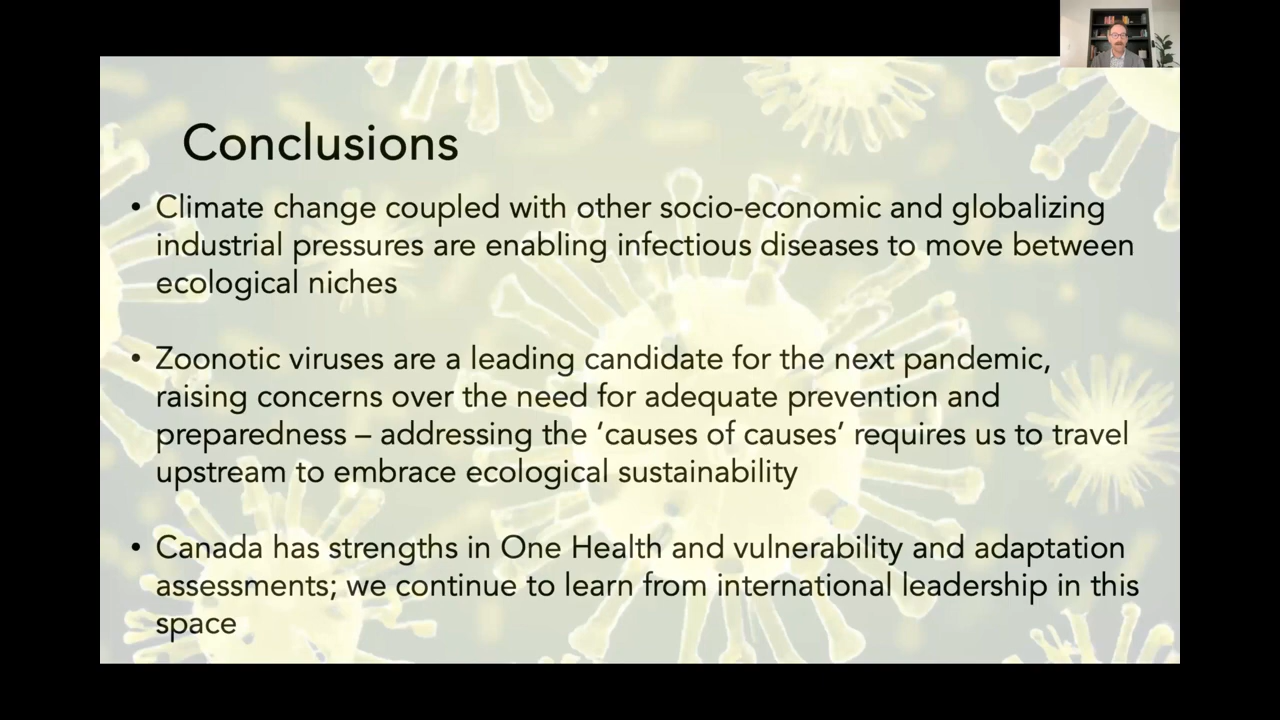 Conclusions
• Climate change coupled with other socio-economic and globalizing
industrial pressures are enabling infectious diseases to move between
ecological niches
• Zoonotic viruses are a leading candidate for the next pandemic,
raising concerns over the need for adequate prevention and
preparedness – addressing the ‘causes of causes’ requires us to travel
upstream to embrace ecological sustainability
• Canada has strengths in One Health and vulnerability and adaptation
assessments; we continue to learn from international leadership in this
space